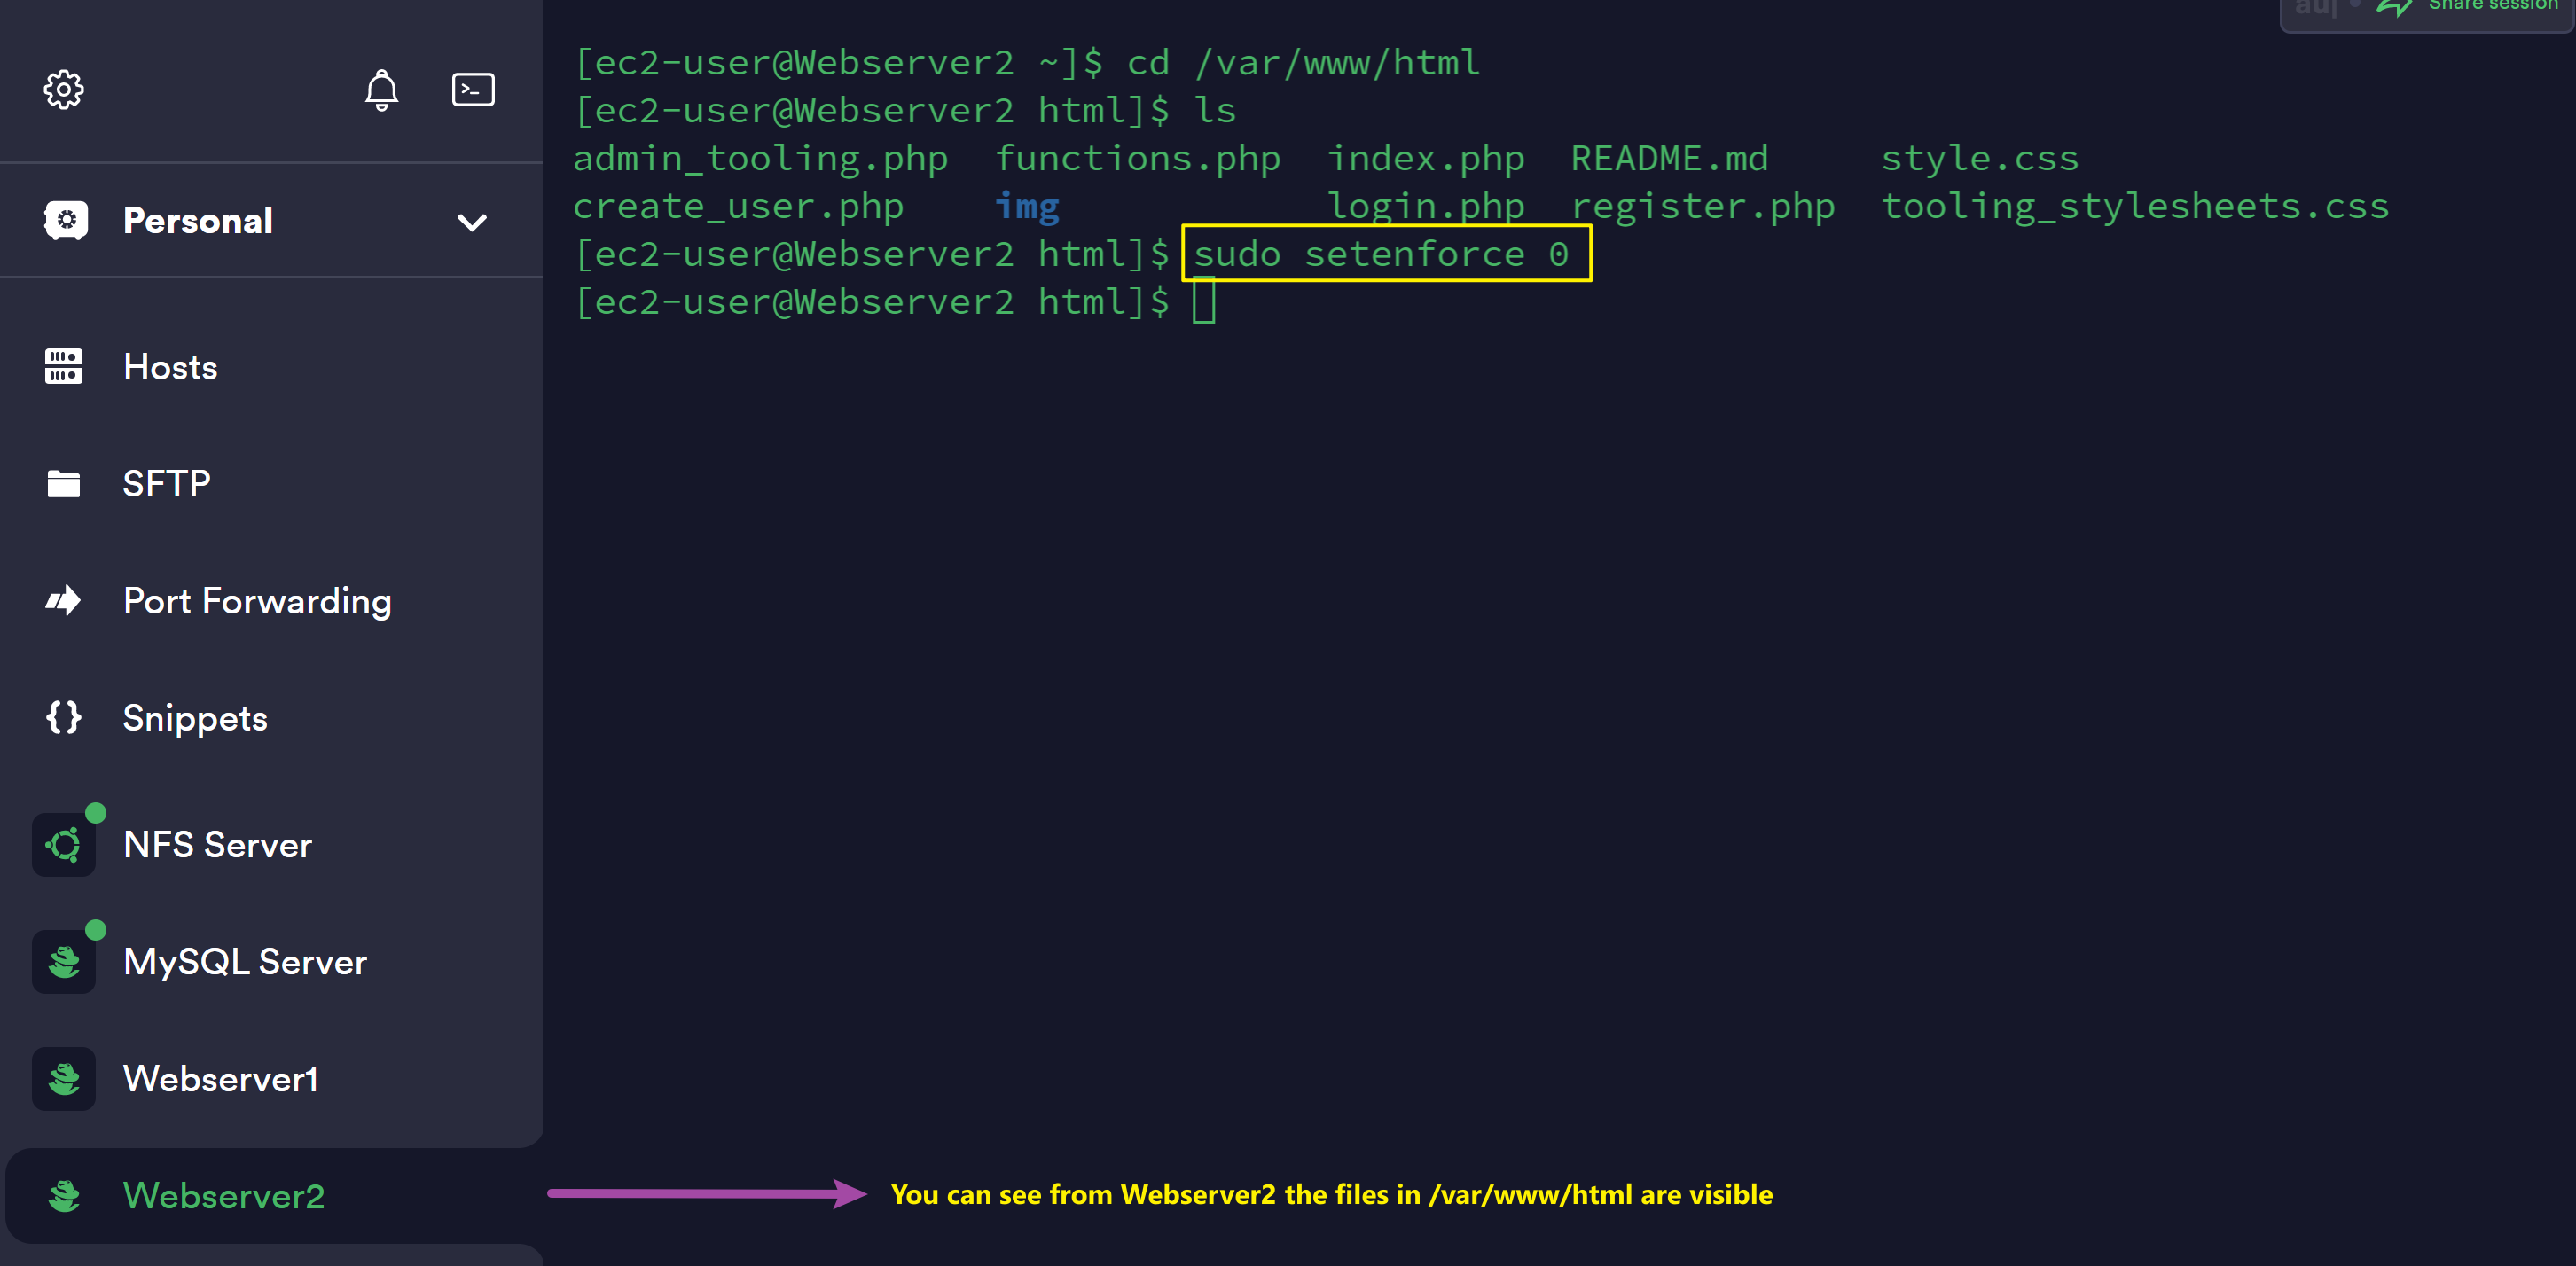 Share session
[ec2-user@Webserver2 ~]$ cd /var/www/html
[ec2-user@Webserver2 html]$ ls
admin_tooling.php  functions.php  index.php  README.md     style.css
create_user.php    img            login.php  register.php  tooling_stylesheets.css
[ec2-user@Webserver2 html]$ sudo setenforce 0
[ec2-user@Webserver2 html]$
Personal
Hosts
SFTP
Port Forwarding
Snippets
NFS Server
MySQL Server
Webserver1
Webserver2
You can see from Webserver2 the files in /var/www/html are visible